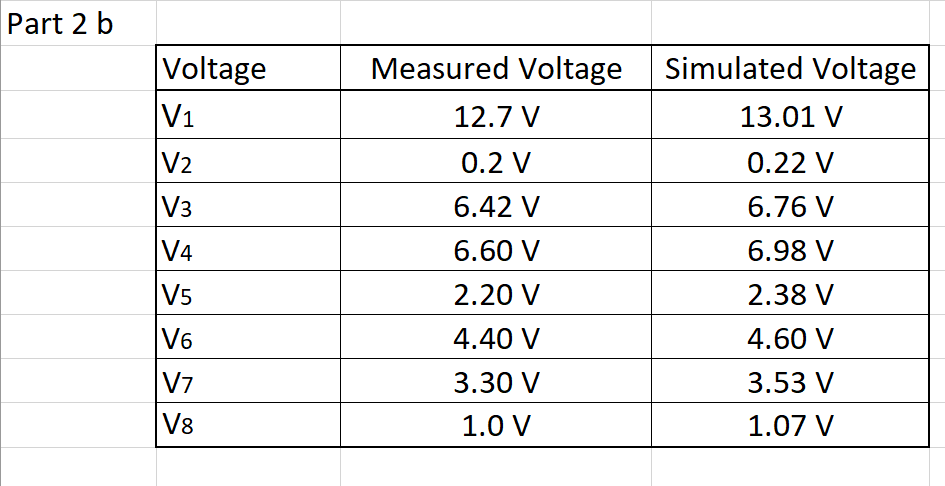 Part 2 b
Voltage Measured Voltage Simulated Voltage
V1 12.7 V 13.01 V
V2 0.2 V 0.22 V
V3 6.42 V 6.76 V
V4 6.60 V 6.98 V
V5 2.20 V 2.38 V
V6 4.40 V 4.60 V
V7 3.30 V 3.53 V
V8 1.0 V 1.07 V